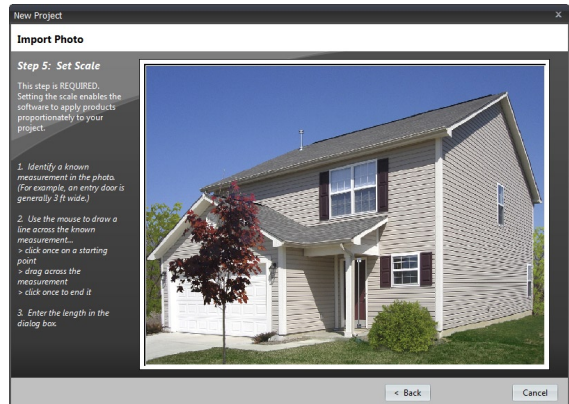 New Project x
Import Photo
Step 5: Set Scale
This step is REQUIRED.
Setting the scale enables the
software to apply products
proportionately to your
project.
1. Identify a known
measurement in the photo.
(For example, an entry door is
generally 3 ft wide.)
2. Use the mouse to draw a
line across the known
measurement...
> click once on a starting
point
> drag across the
measurement
> click once to end it
3. Enter the length in the
dialog box.
< Back Cancel